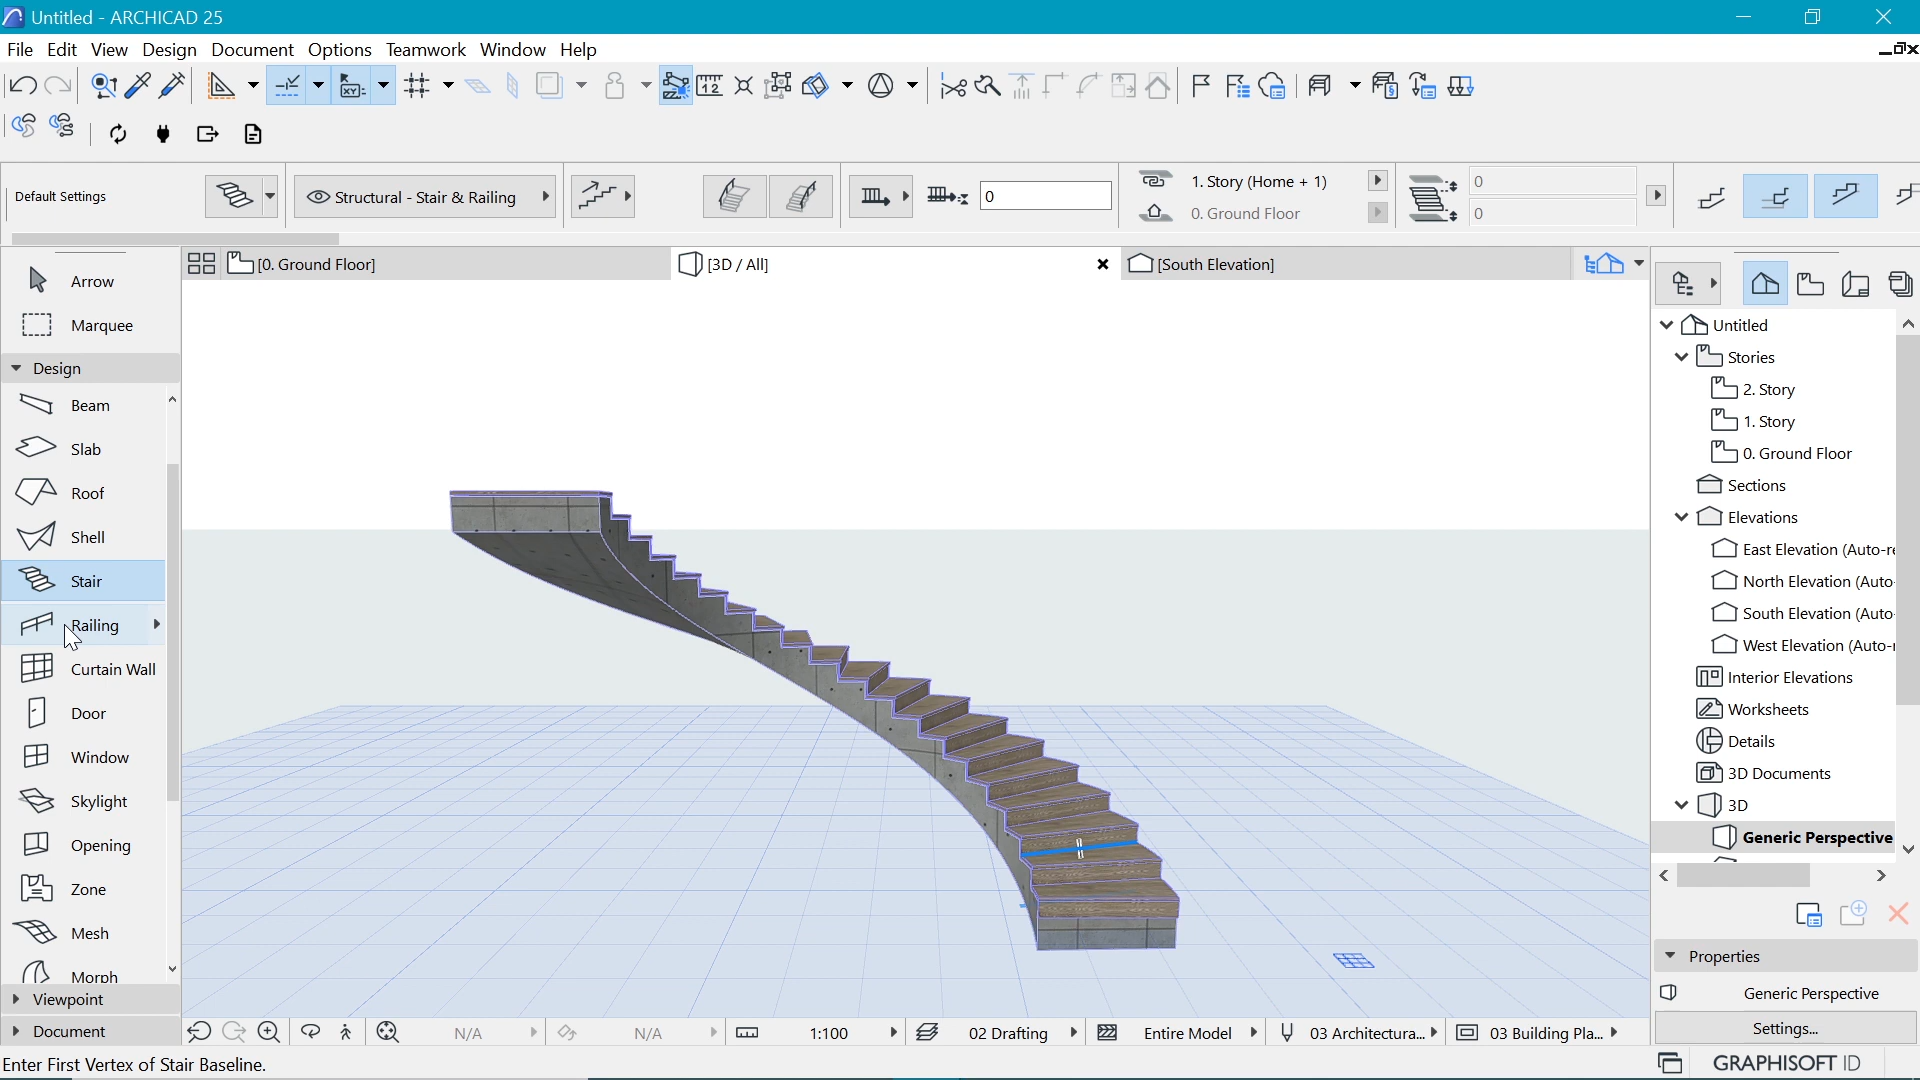 Untitled - ARCHICAD 25
File Edit View Design Document Options Teamwork Window Help
Default Settings
Structural - Stair & Railing
0
1. Story (Home + 1)
0. Ground Floor
0
0
Arrow
Marquee
Design
Beam
Slab
Roof
Shell
Stair
Railing
Curtain Wall
Door
Window
Skylight
Opening
Zone
Mesh
Morph
Viewpoint
Document
[0. Ground Floor]
[3D / All]
[South Elevation]
Untitled
Stories
2. Story
1. Story
0. Ground Floor
Sections
Elevations
East Elevation (Auto-re
North Elevation (Auto-
South Elevation (Auto-
West Elevation (Auto-r
Interior Elevations
Worksheets
Details
3D Documents
3D
Generic Perspective
Properties
Generic Perspective
Settings...
N/A
N/A
1:100
02 Drafting
Entire Model
03 Architectura...
03 Building Pla...
Enter First Vertex of Stair Baseline.
GRAPHISOFT ID